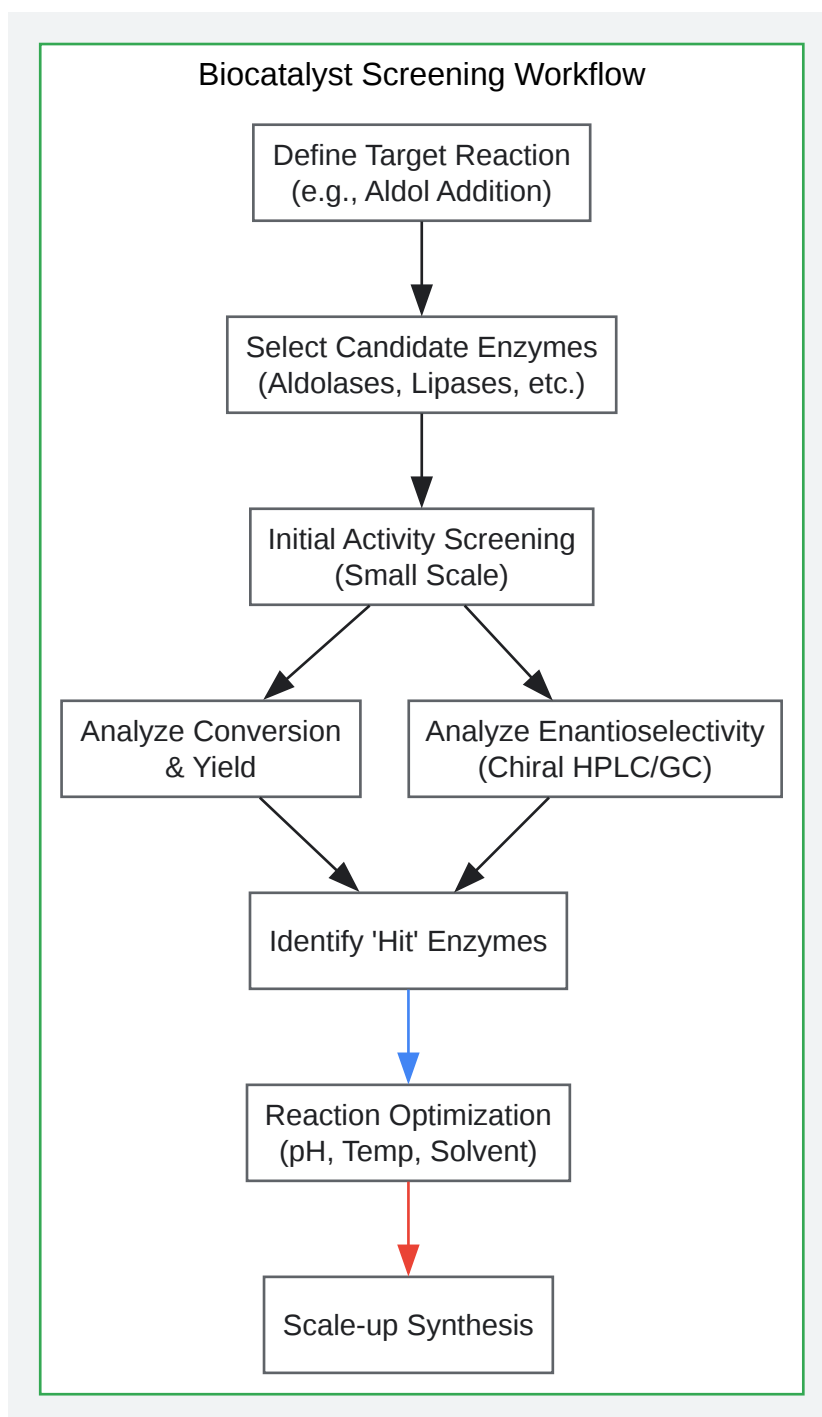 Biocatalyst Screening Workflow
Define Target Reaction
(e.g., Aldol Addition)
Select Candidate Enzymes
(Aldolases, Lipases, etc.)
Initial Activity Screening
(Small Scale)
Analyze Conversion
& Yield
Analyze Enantioselectivity
(Chiral HPLC/GC)
Identify 'Hit' Enzymes
Reaction Optimization
(pH, Temp, Solvent)
Scale-up Synthesis